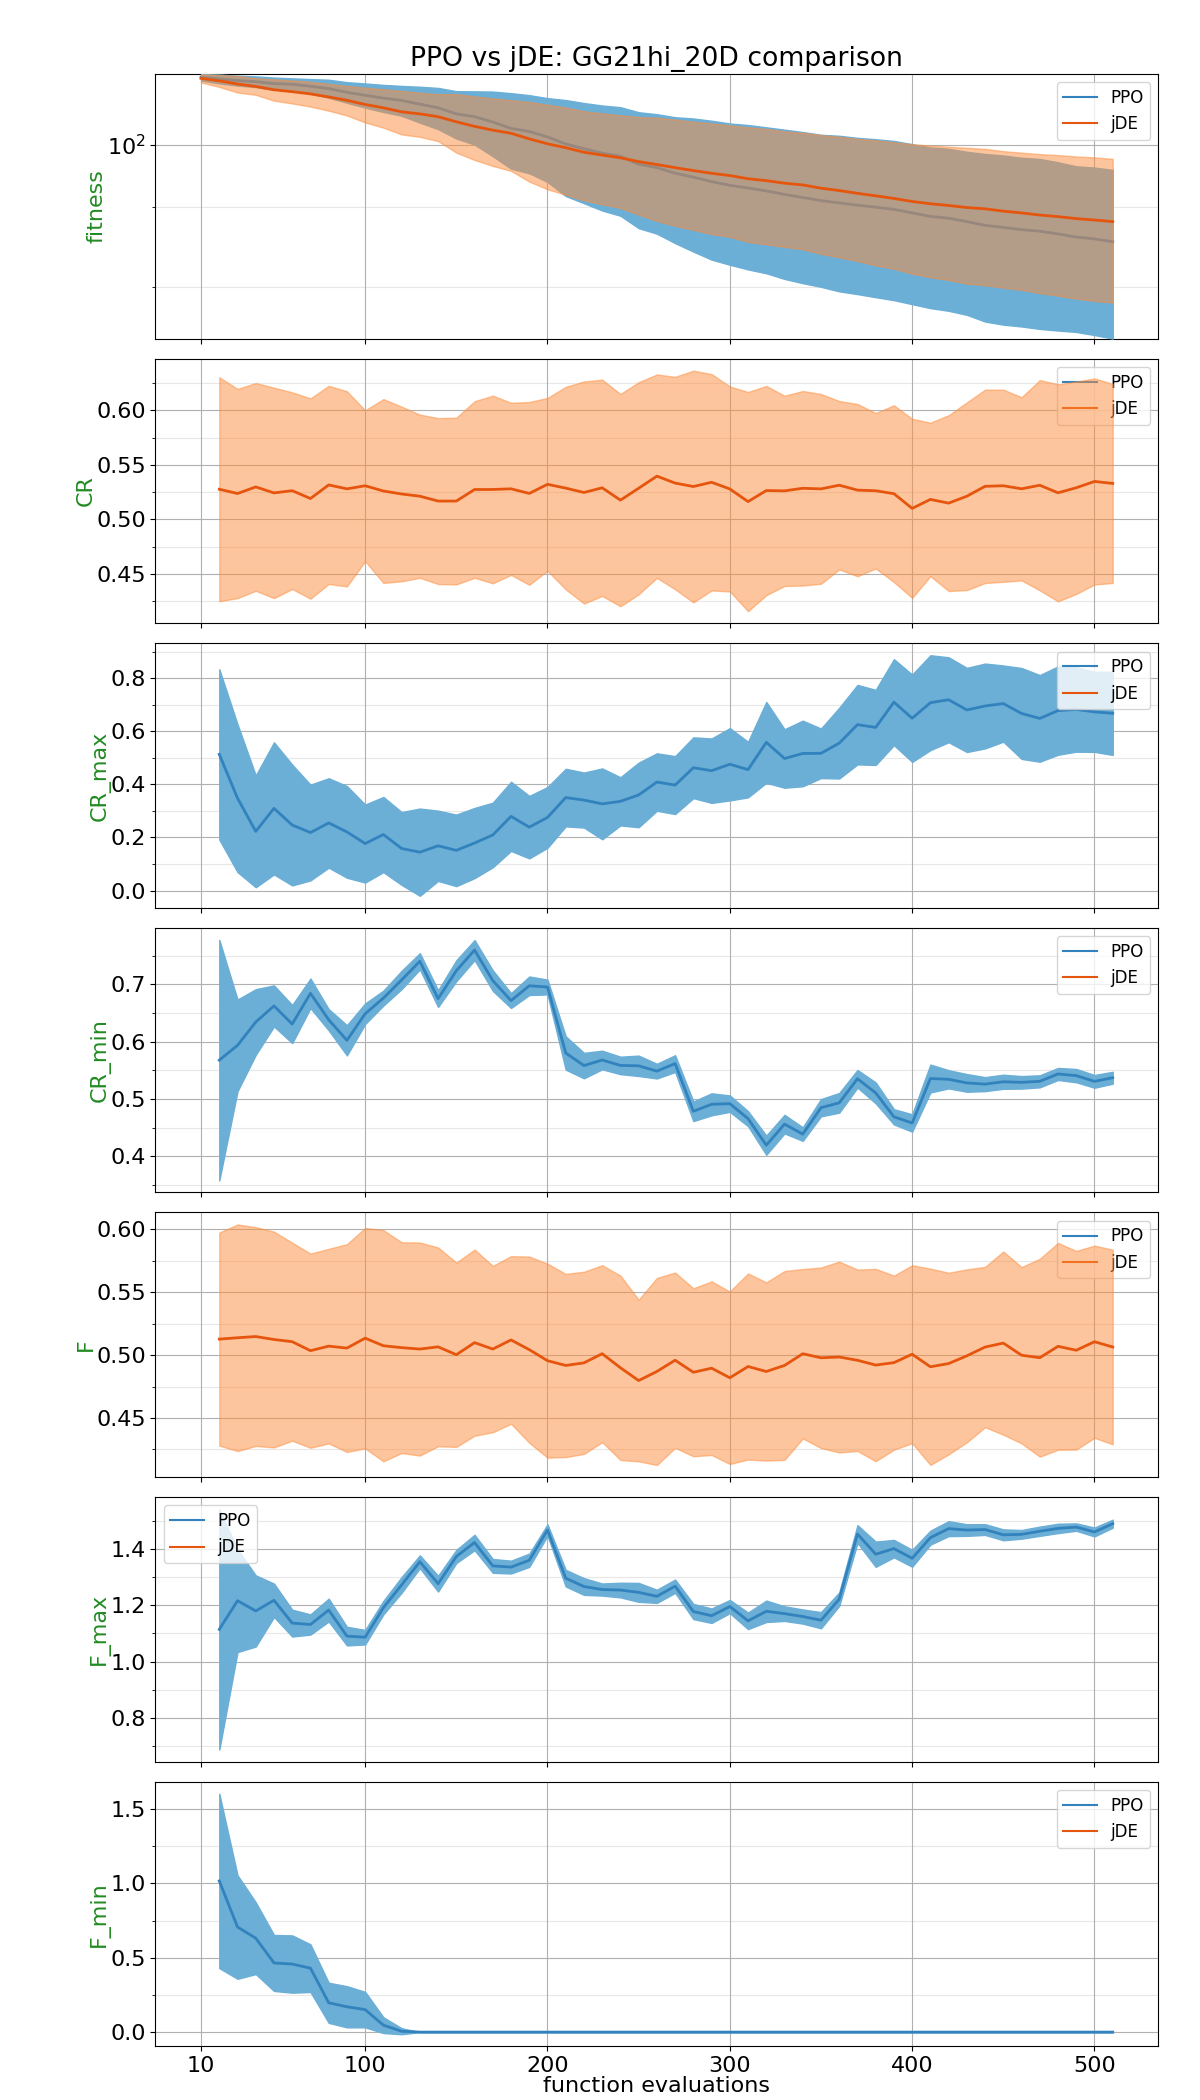 PPO vs jDE: GG21hi_20D comparison
fitness
10²
PPO
jDE
CR
0.60
0.55
0.50
0.45
PPO
jDE
CR_max
0.8
0.6
0.4
0.2
0.0
PPO
jDE
CR_min
0.7
0.6
0.5
0.4
PPO
jDE
F
0.60
0.55
0.50
0.45
PPO
jDE
F_max
1.4
1.2
1.0
0.8
PPO
jDE
F_min
1.5
1.0
0.5
0.0
PPO
jDE
10 100 200 300 400 500
function evaluations